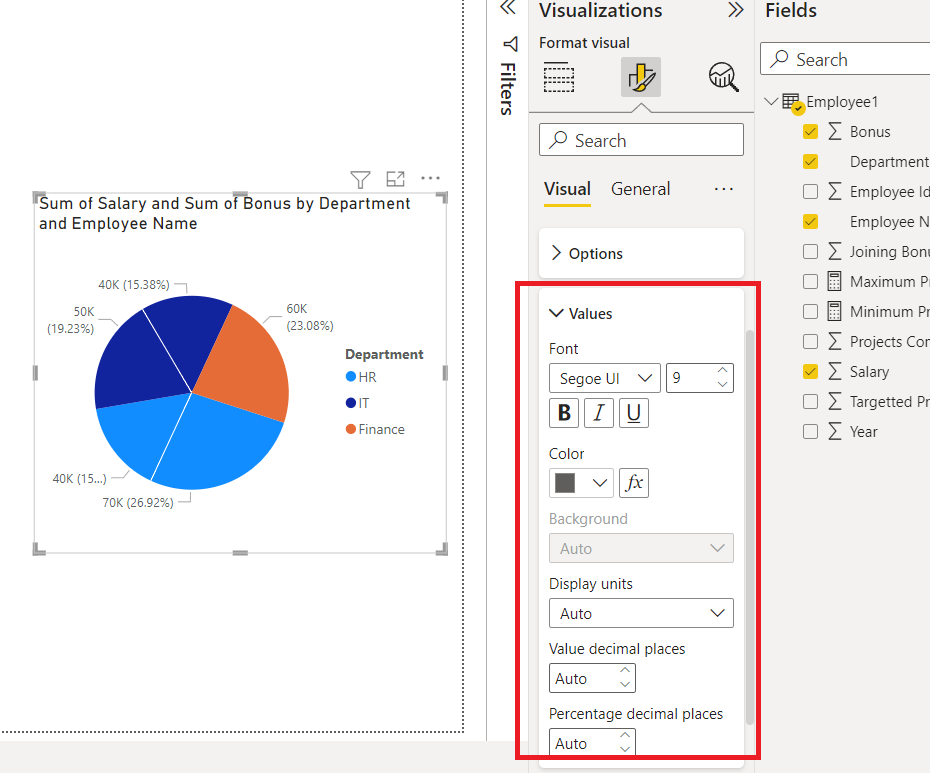 Sum of Salary and Sum of Bonus by Department
and Employee Name
40K (15.38%)
50K
(19.23%)
60K
(23.08%)
40K (15...)
70K (26.92%)
Department
HR
IT
Finance
Filters
Visualizations
Format visual
Search
Visual
General
Options
Values
Font
Segoe UI
9
B
I
U
Color
fx
Background
Auto
Display units
Auto
Value decimal places
Auto
Percentage decimal places
Auto
Fields
Search
Employee1
Σ Bonus
Department
Σ Employee Id
Employee N
Σ Joining Bonu
Maximum Pr
Minimum Pr
Σ Projects Cor
Σ Salary
Σ Targetted Pr
Σ Year